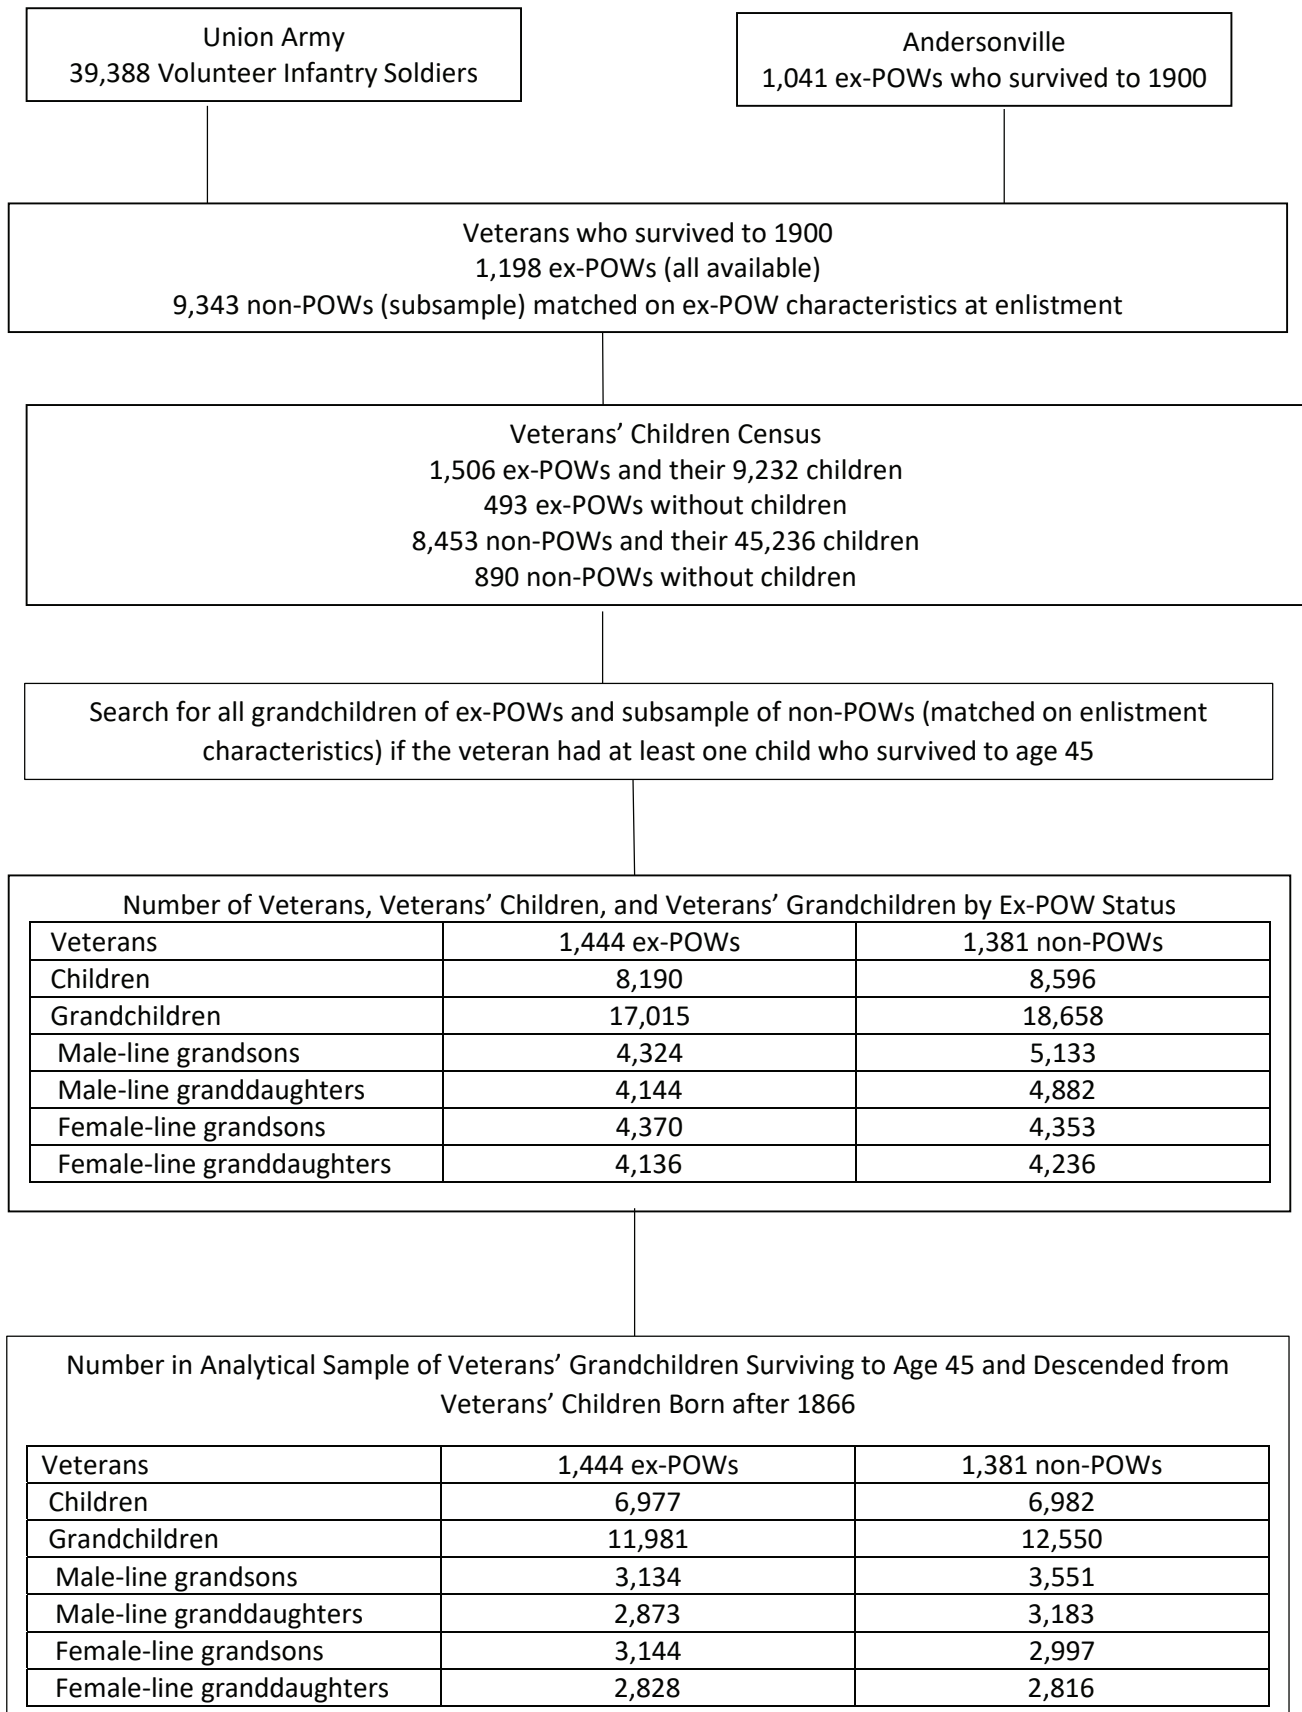 Union Army
39,388 Volunteer Infantry Soldiers
Andersonville
1,041 ex-POWs who survived to 1900
Veterans who survived to 1900
1,198 ex-POWs (all available)
9,343 non-POWs (subsample) matched on ex-POW characteristics at enlistment
Veterans’ Children Census
1,506 ex-POWs and their 9,232 children
493 ex-POWs without children
8,453 non-POWs and their 45,236 children
890 non-POWs without children
Search for all grandchildren of ex-POWs and subsample of non-POWs (matched on enlistment
characteristics) if the veteran had at least one child who survived to age 45
Number of Veterans, Veterans’ Children, and Veterans’ Grandchildren by Ex-POW Status
Veterans 1,444 ex-POWs 1,381 non-POWs
Children 8,190 8,596
Grandchildren 17,015 18,658
Male-line grandsons 4,324 5,133
Male-line granddaughters 4,144 4,882
Female-line grandsons 4,370 4,353
Female-line granddaughters 4,136 4,236
Number in Analytical Sample of Veterans’ Grandchildren Surviving to Age 45 and Descended from
Veterans’ Children Born after 1866
Veterans 1,444 ex-POWs 1,381 non-POWs
Children 6,977 6,982
Grandchildren 11,981 12,550
Male-line grandsons 3,134 3,551
Male-line granddaughters 2,873 3,183
Female-line grandsons 3,144 2,997
Female-line granddaughters 2,828 2,816